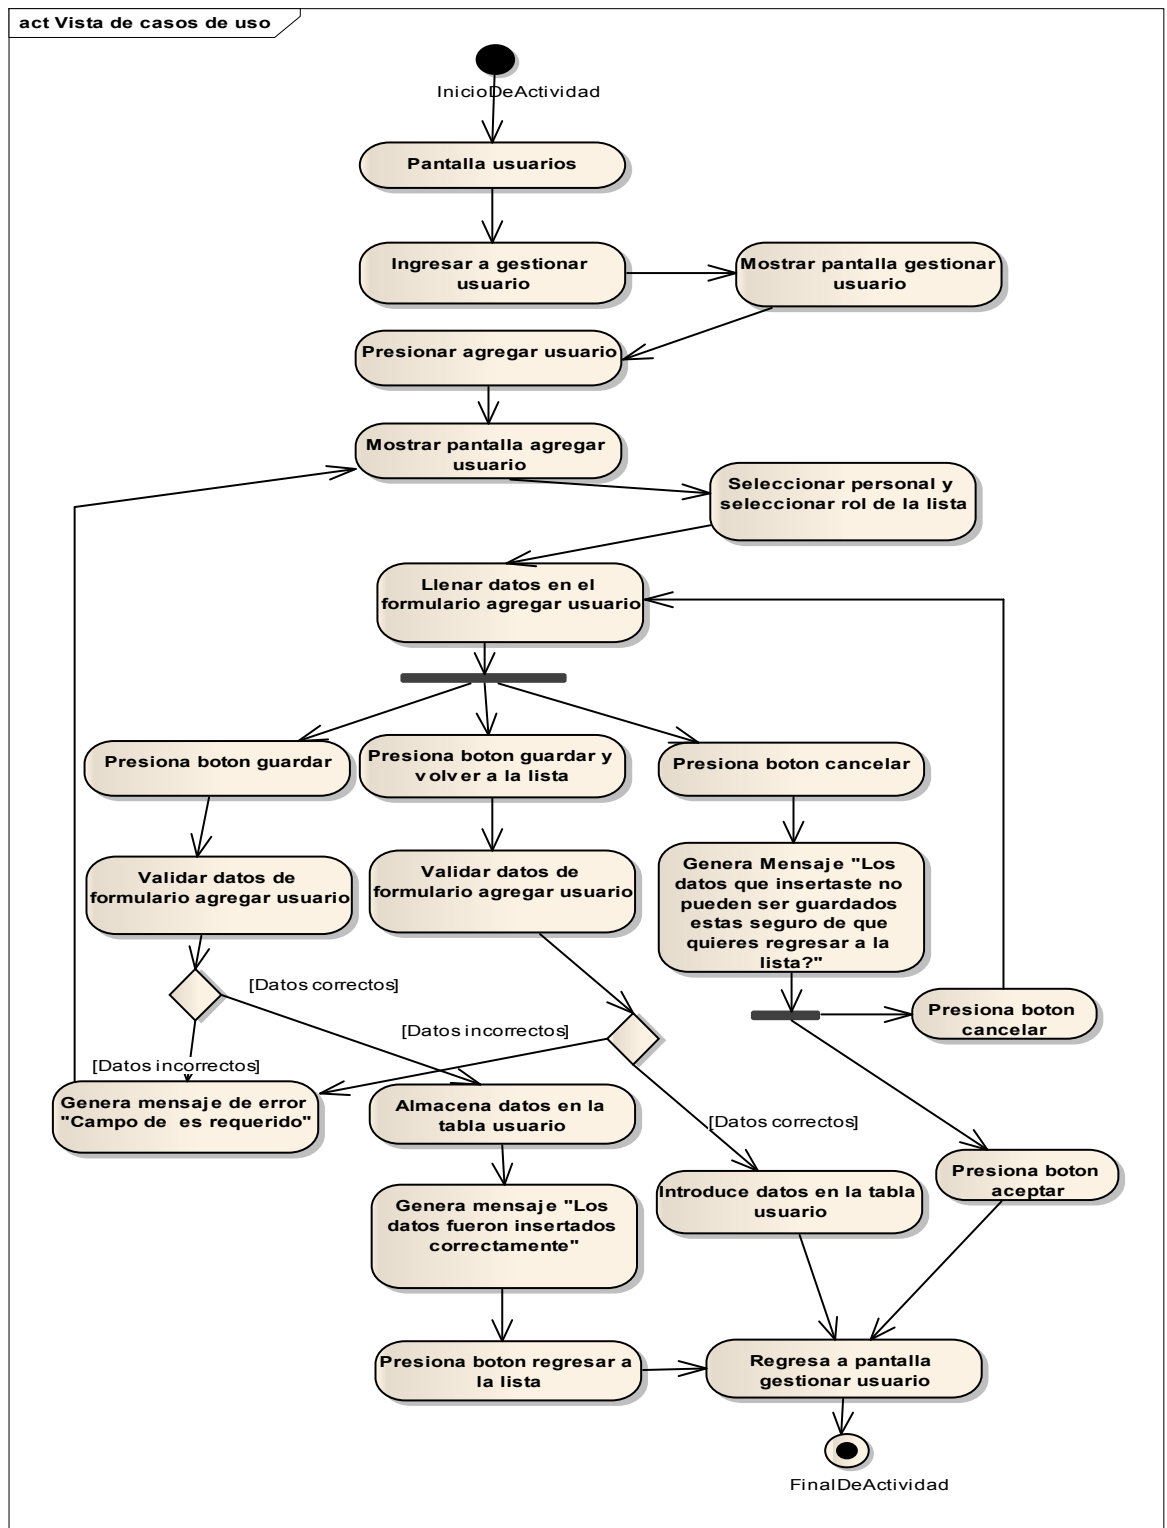 act Vista de casos de uso
InicioDeActividad
Pantalla usuarios
Ingresar a gestionar
usuario
Mostrar pantalla gestionar
usuario
Presionar agregar usuario
Mostrar pantalla agregar
usuario
Seleccionar personal y
seleccionar rol de la lista
Llenar datos en el
formulario agregar usuario
Presiona boton guardar
Presiona boton guardar y
volver a la lista
Presiona boton cancelar
Validar datos de
formulario agregar usuario
Validar datos de
formulario agregar usuario
Genera Mensaje "Los
datos que insertaste no
pueden ser guardados
estas seguro de que
quieres regresar a la
lista?"
[Datos correctos]
[Datos incorrectos]
Presiona boton
cancelar
[Datos incorrectos]
Genera mensaje de error
"Campo de  es requerido"
Almacena datos en la
tabla usuario
[Datos correctos]
Presiona boton
aceptar
Introduce datos en la tabla
usuario
Genera mensaje "Los
datos fueron insertados
correctamente"
Presiona boton regresar a
la lista
Regresa a pantalla
gestionar usuario
FinalDeActividad